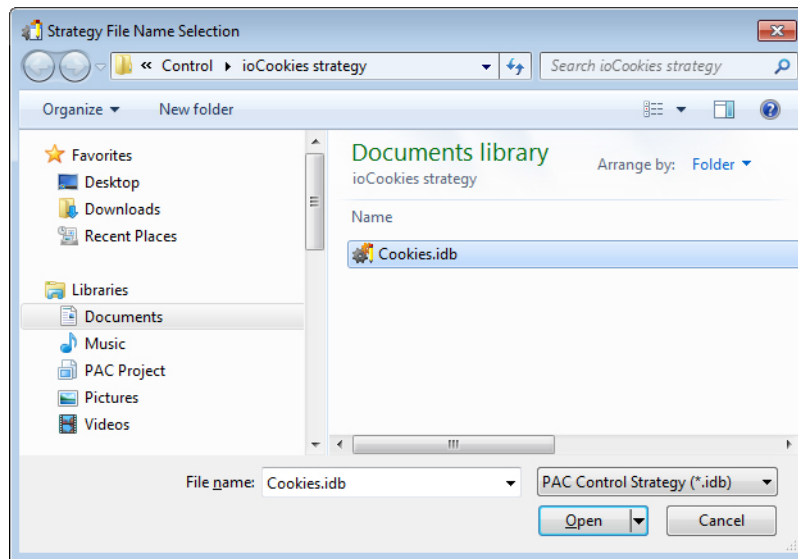 Strategy File Name Selection
« Control ▸ ioCookies strategy
Search ioCookies strategy
Organize
New folder
Favorites
Desktop
Downloads
Recent Places
Libraries
Documents
Music
PAC Project
Pictures
Videos
Documents library
ioCookies strategy
Arrange by: Folder
Name
Cookies.idb
File name: Cookies.idb
PAC Control Strategy (*.idb)
Open
Cancel